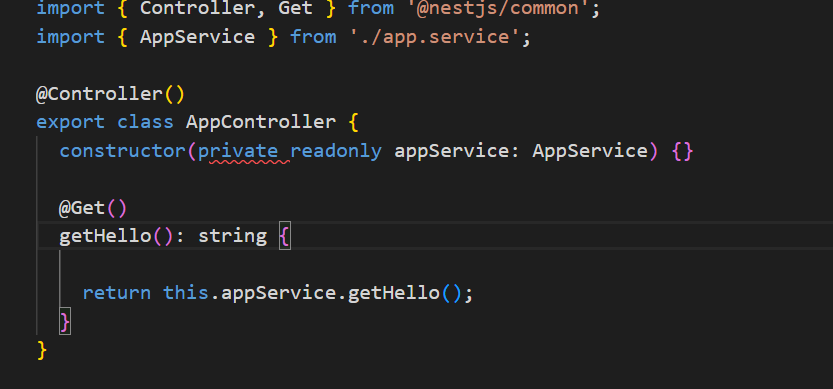 import { Controller, Get } from '@nestjs/common';
import { AppService } from './app.service';
@Controller()
export class AppController {
constructor(private readonly appService: AppService) {}
@Get()
getHello(): string {
return this.appService.getHello();
}
}